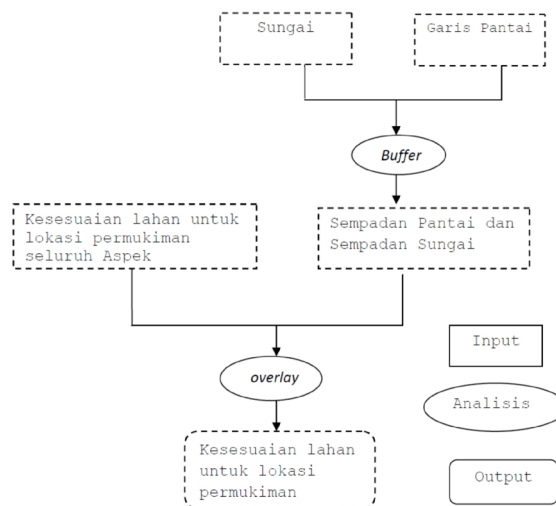 Sungai
Garis Pantai
Buffer
Kesesuaian lahan untuk
lokasi permukiman
seluruh Aspek
Sempadan Pantai dan
Sempadan Sungai
overlay
Kesesuaian lahan
untuk lokasi
permukiman
Input
Analisis
Output